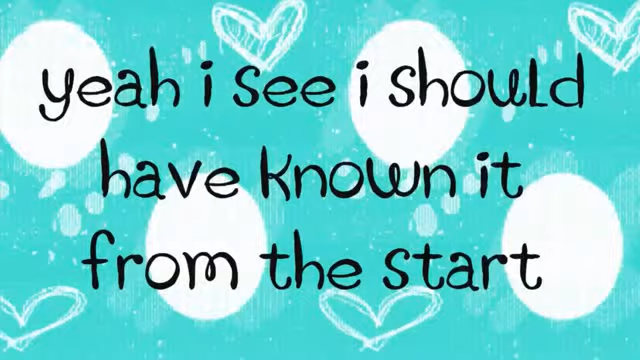 yeah i see i should
have known it
from the start